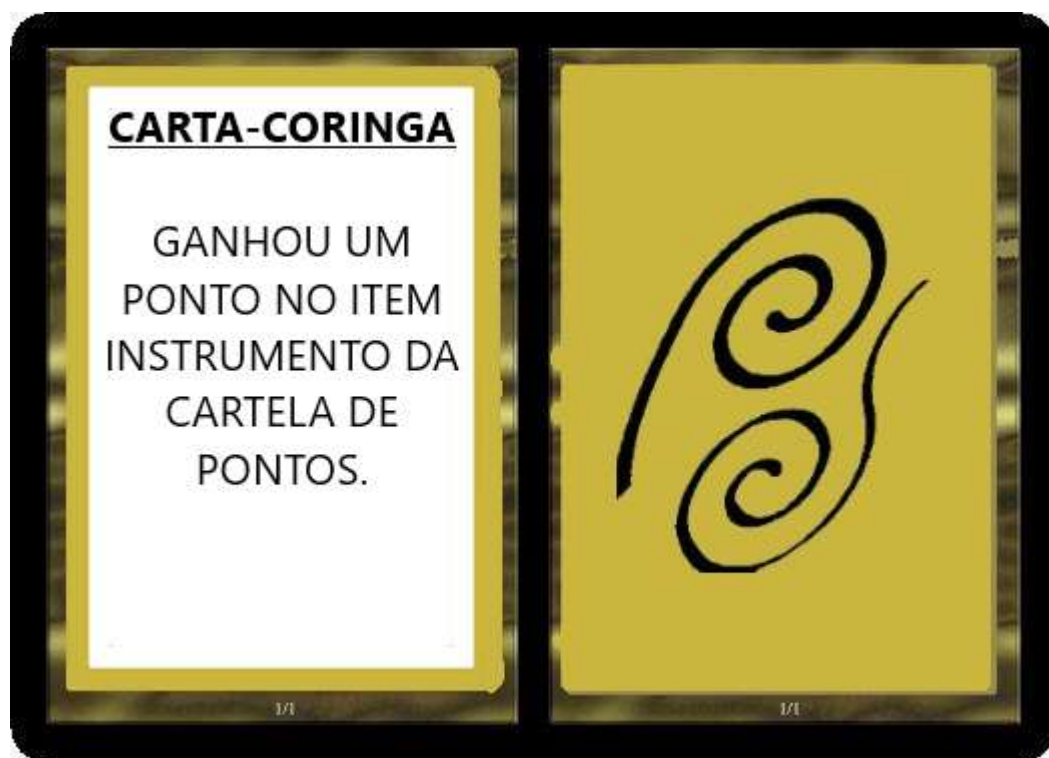 CARTA-CORINGA
GANHOU UM
PONTO NO ITEM
INSTRUMENTO DA
CARTELA DE
PONTOS.
1/1
1/1